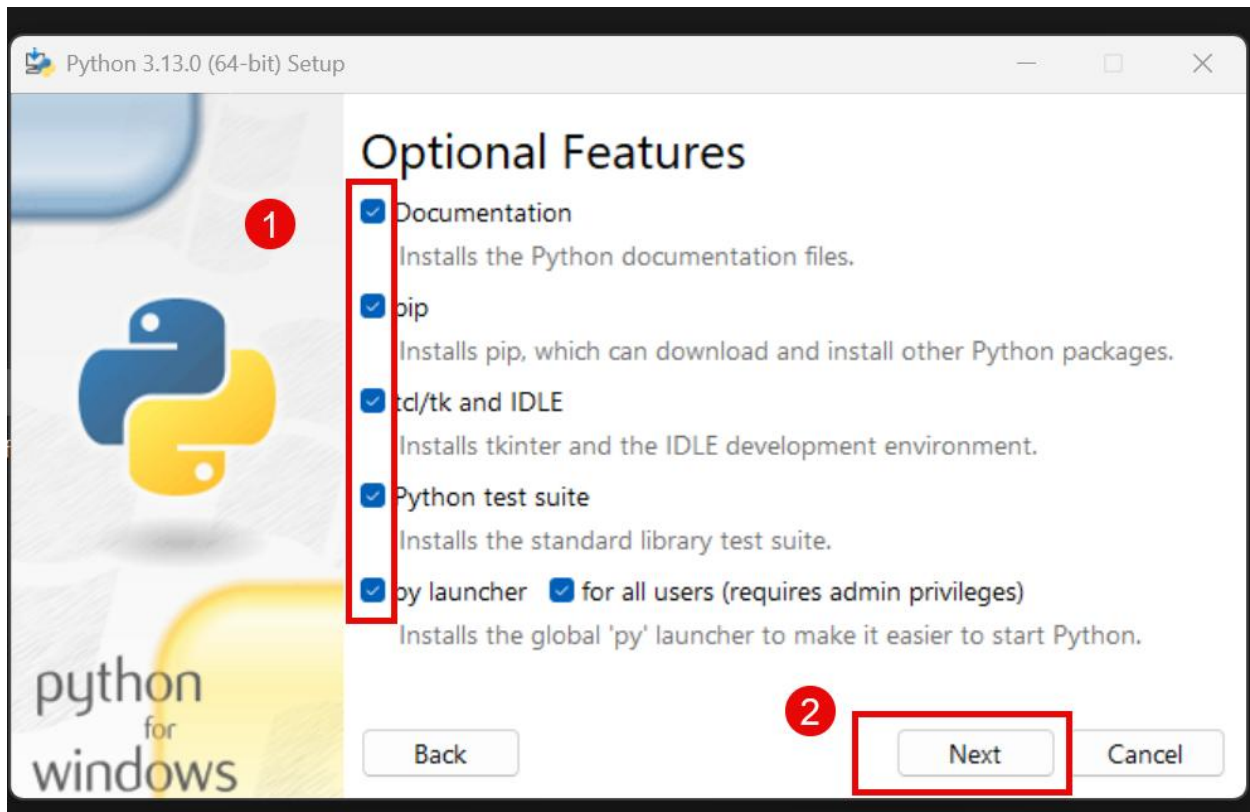 Python 3.13.0 (64-bit) Setup
Optional Features
1
Documentation
Installs the Python documentation files.
pip
Installs pip, which can download and install other Python packages.
tcl/tk and IDLE
Installs tkinter and the IDLE development environment.
Python test suite
Installs the standard library test suite.
py launcher for all users (requires admin privileges)
Installs the global 'py' launcher to make it easier to start Python.
python
for
windows
2
Back Next Cancel